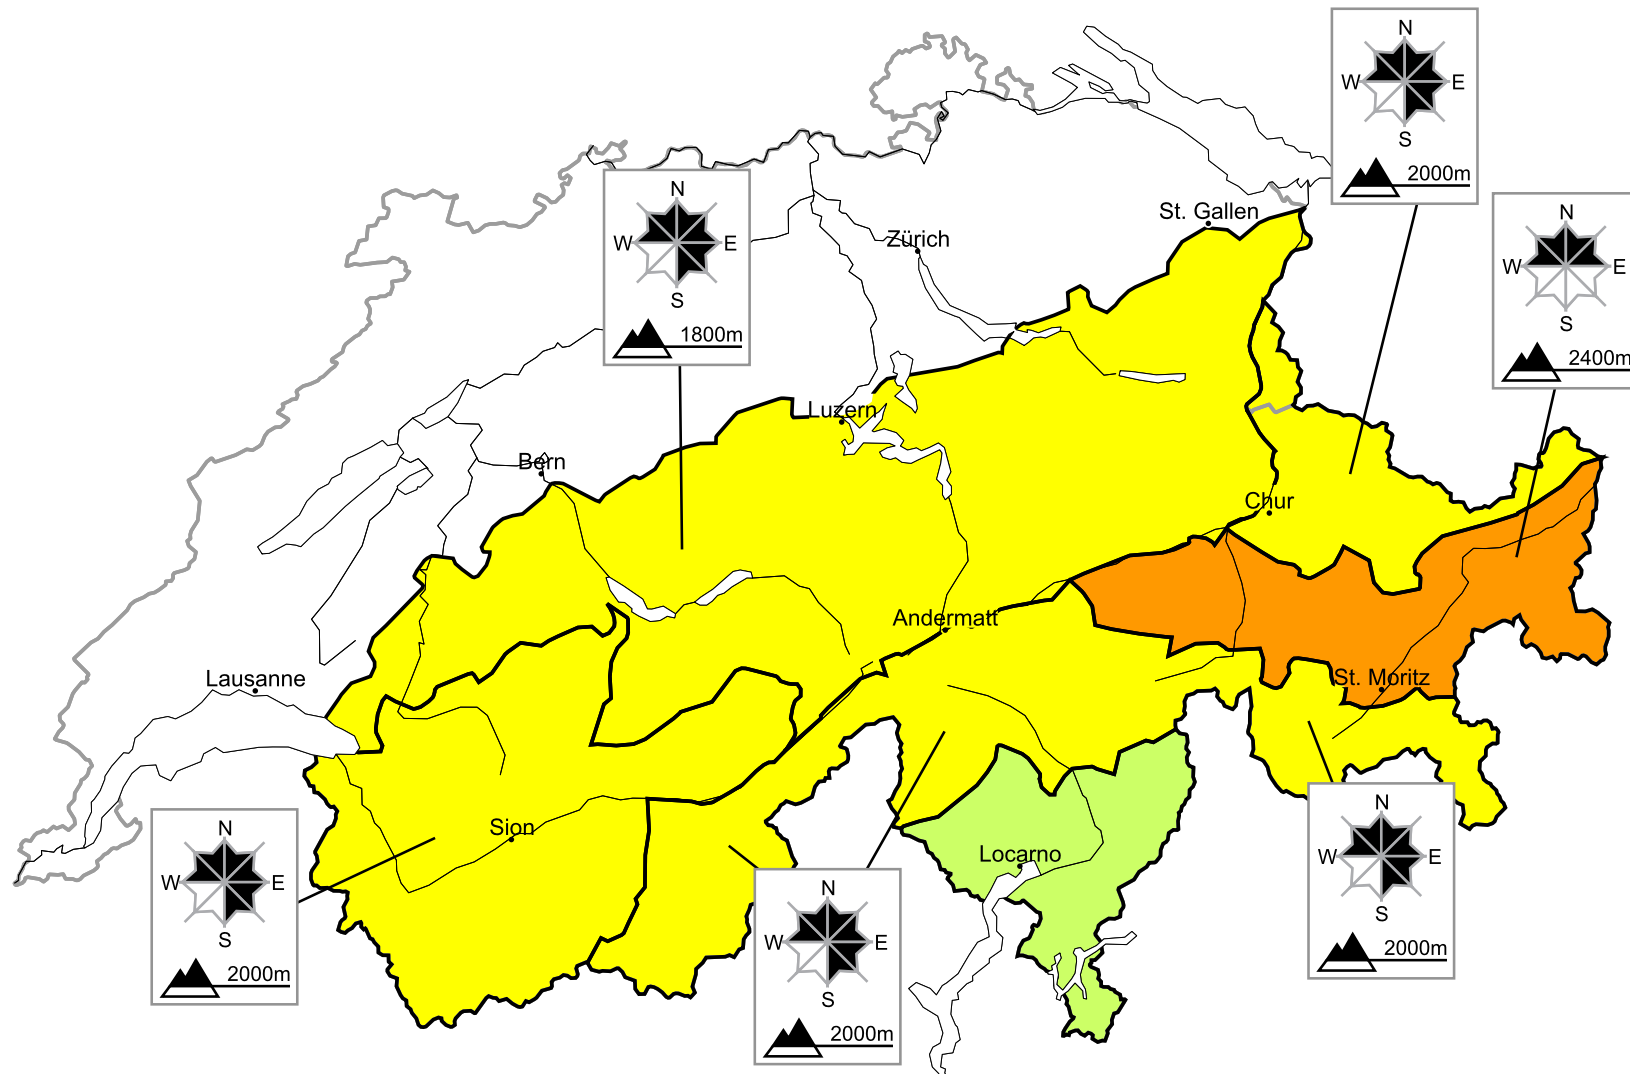 N
W E
S
2000m
N
W E
S
1800m
N
W E
S
2400m
St. Gallen
Zürich
Luzern
Bern
Chur
Andermatt
Lausanne
St. Moritz
Sion
Locarno
N
W E
S
2000m
N
W E
S
2000m
N
W E
S
2000m